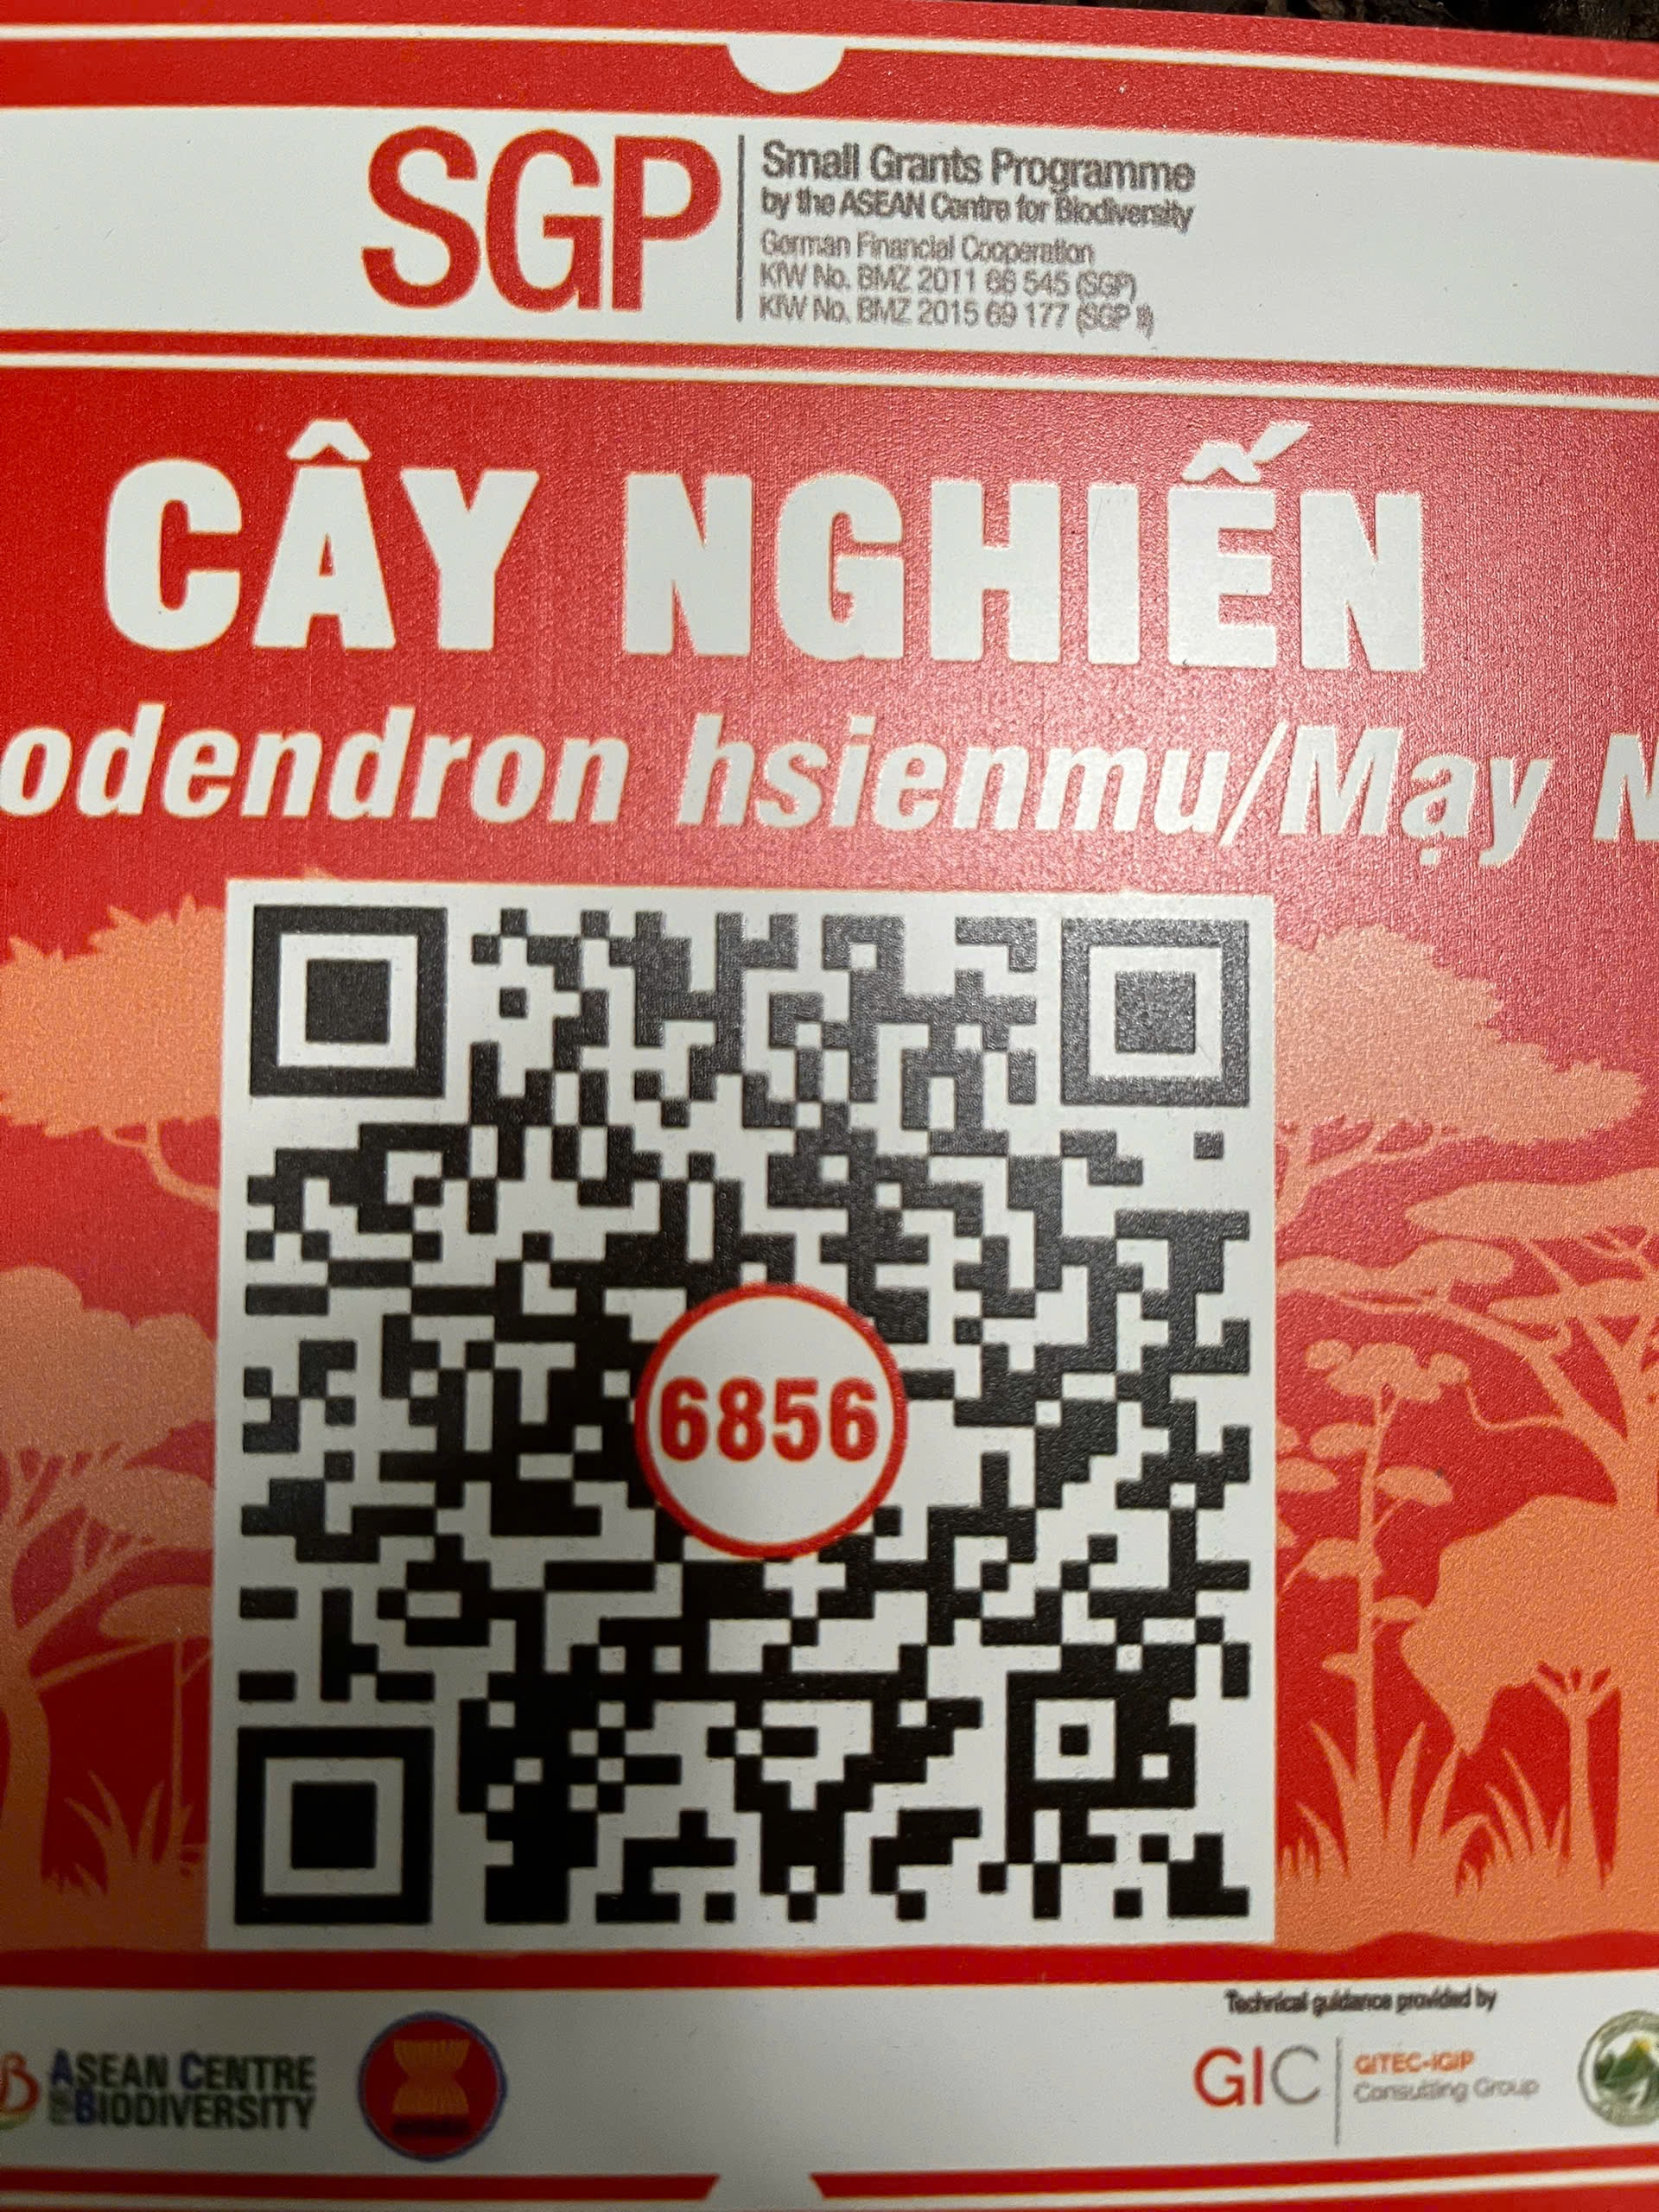 SGP
Small Grants Programme
by the ASEAN Centre for Biodiversity
German Financial Cooperation
KfW No. BMZ 2011 66 545 (SGP)
KfW No. BMZ 2015 69 177 (SGP II)
CÂY NGHIẾN
odendron hsienmu/Mạy N
6856
Technical guidance provided by
ASEAN CENTRE
FOR BIODIVERSITY
GIC
GITEC-IGIP
Consulting Group